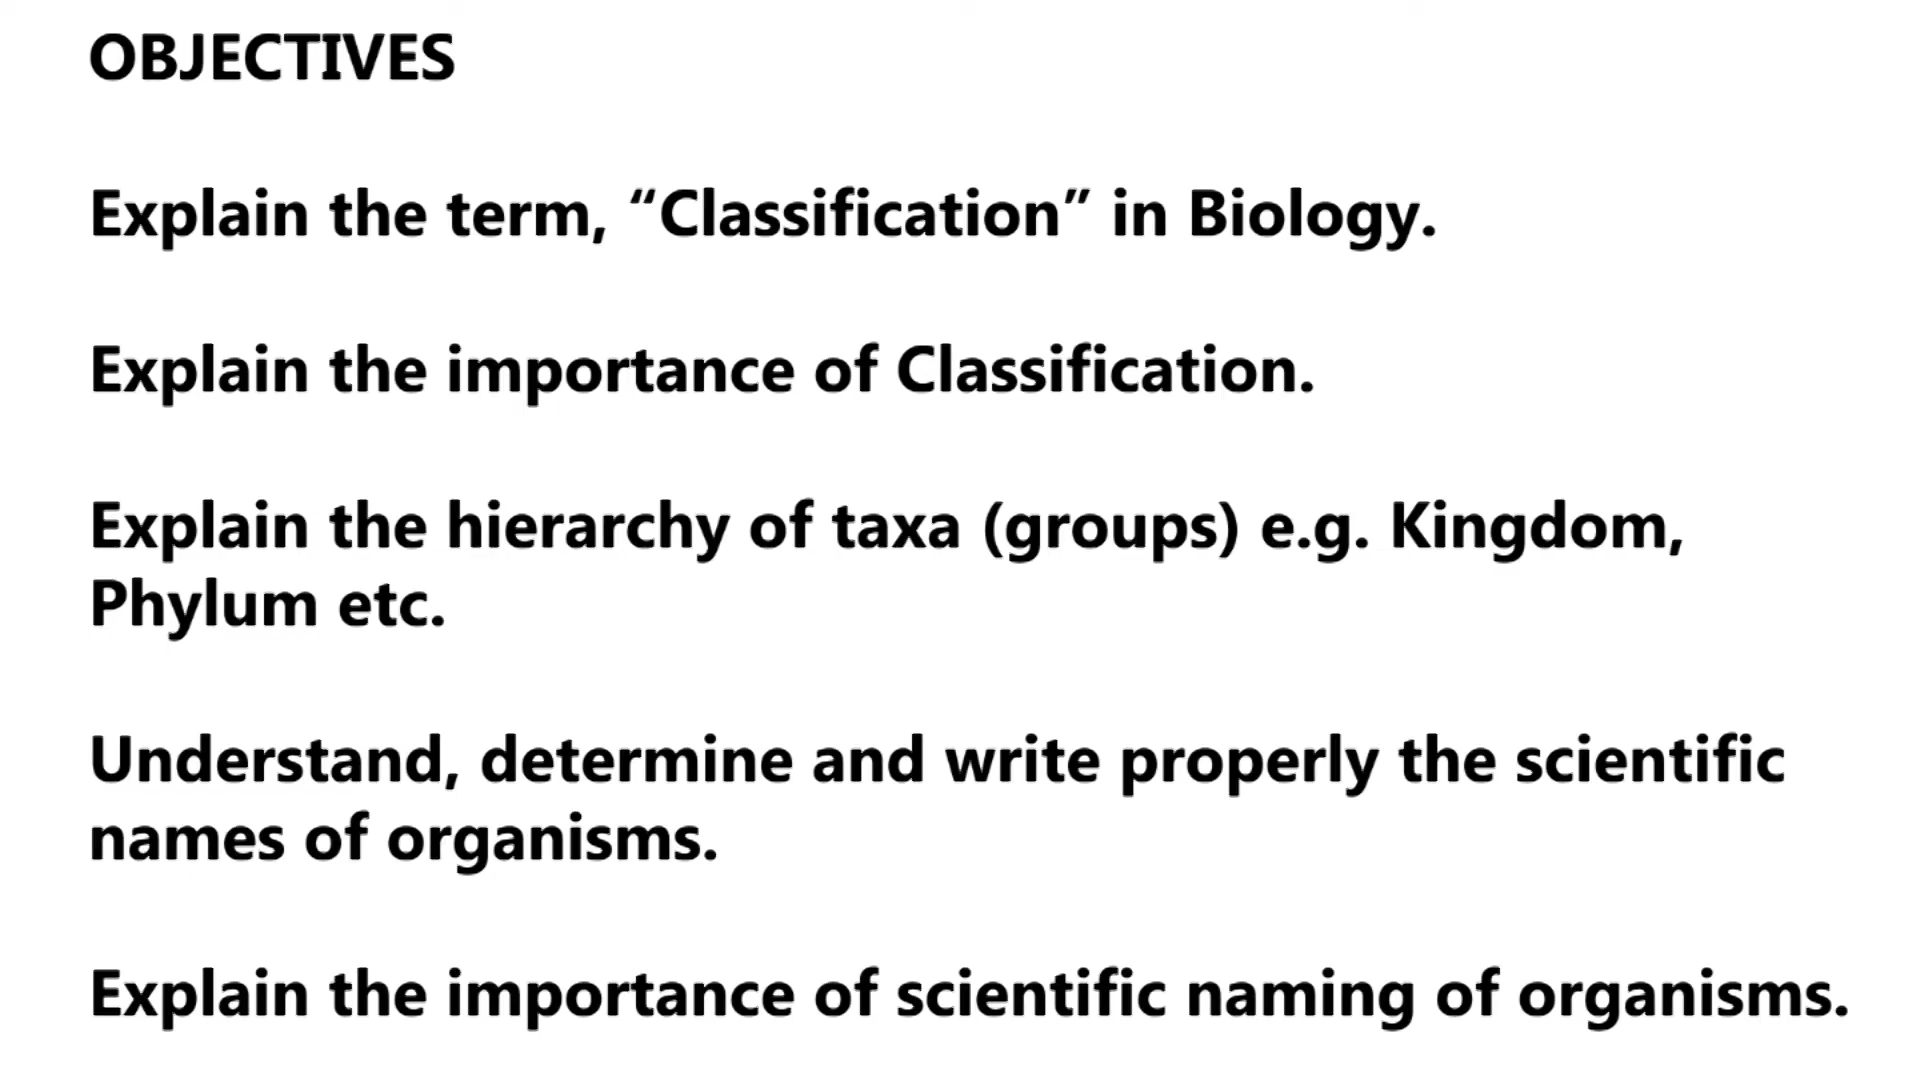 OBJECTIVES
Explain the term, “Classification” in Biology.
Explain the importance of Classification.
Explain the hierarchy of taxa (groups) e.g. Kingdom,
Phylum etc.
Understand, determine and write properly the scientific
names of organisms.
Explain the importance of scientific naming of organisms.